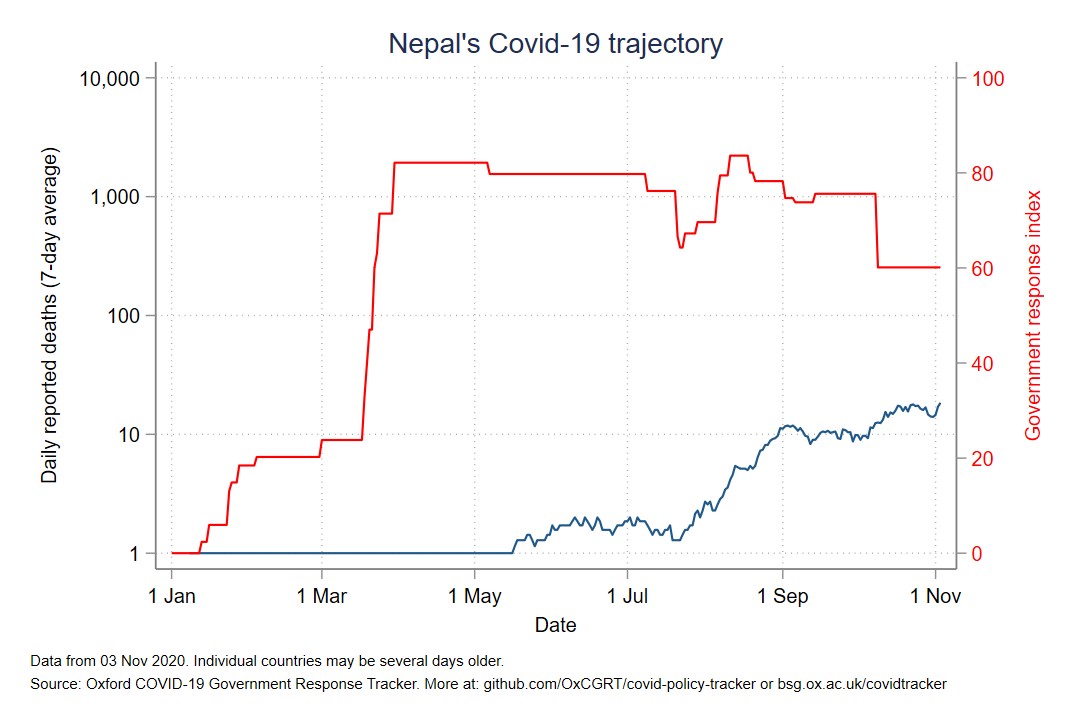 Nepal's Covid-19 trajectory
10,000
1,000
100
10
1
Daily reported deaths (7-day average)
100
80
60
40
20
0
Government response index
1 Jan 1 Mar 1 May 1 Jul 1 Sep 1 Nov
Date
Data from 03 Nov 2020. Individual countries may be several days older.
Source: Oxford COVID-19 Government Response Tracker. More at: github.com/OxCGRT/covid-policy-tracker or bsg.ox.ac.uk/covidtracker